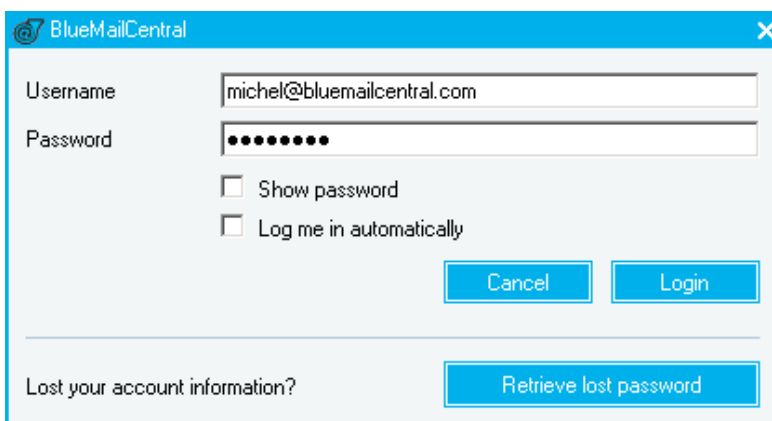 BlueMailCentral
Username michel@bluemailcentral.com
Password ●●●●●●●●
Show password
Log me in automatically
Cancel Login
Lost your account information? Retrieve lost password